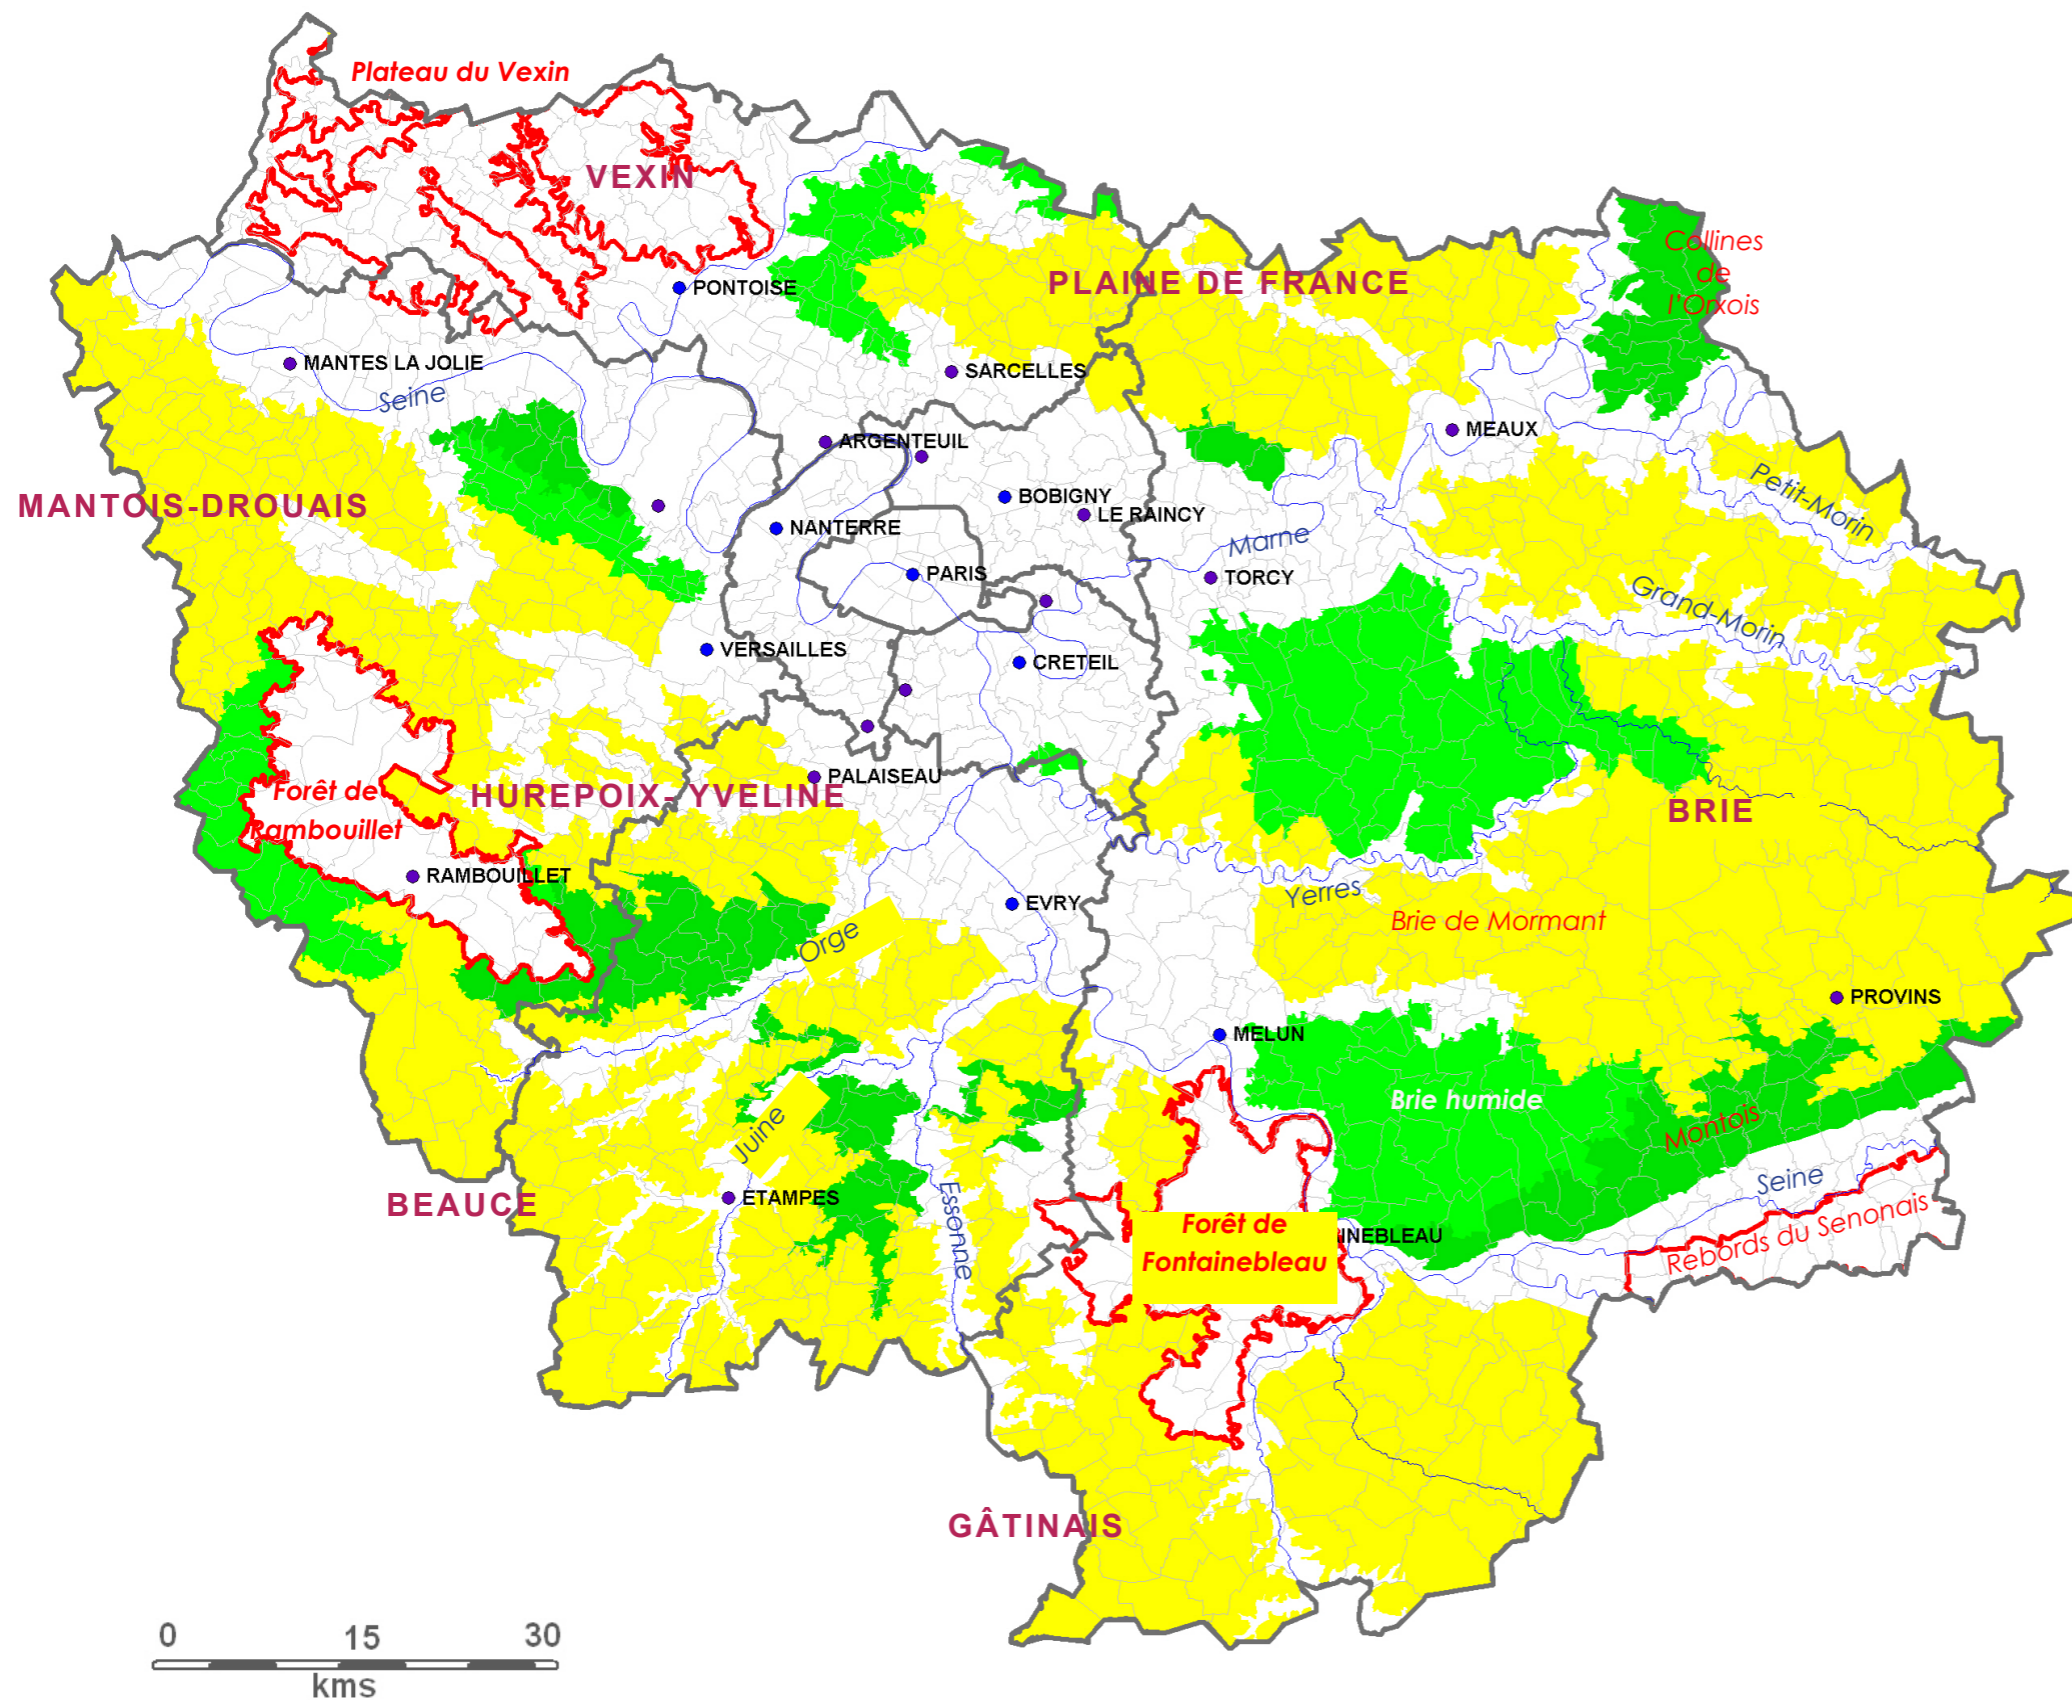 Plateau du Vexin
VEXIN
Collines
de
l'Orxois
PLAINE DE FRANCE
PONTOISE
MANTES LA JOLIE
Seine
SARCELLES
MEAUX
ARGENTEUIL
Petit-Morin
MANTOIS-DROUAIS
BOBIGNY
LE RAINCY
NANTERRE
Marne
PARIS
TORCY
Grand-Morin
VERSAILLES
CRETEIL
PALAISEAU
HUREPOIX- YVELINE
Forêt de
Rambouillet
BRIE
RAMBOUILLET
Yerres
EVRY
Brie de Mormant
Orge
PROVINS
MELUN
Brie humide
Juine
Montois
ETAMPES
BEAUCE
Essonne
Seine
Forêt de
Fontainebleau
INEBLEAU
Rebords du Senonais
GÂTINAIS
0 15 30
kms